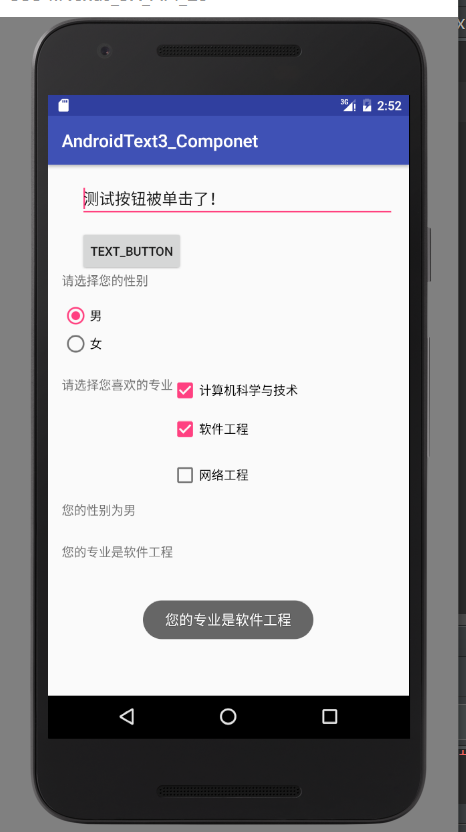 3G 2:52
AndroidText3_Componet
测试按钮被单击了!
TEXT_BUTTON
请选择您的性别
男
女
请选择您喜欢的专业
计算机科学与技术
软件工程
网络工程
您的性别为男
您的专业是软件工程
您的专业是软件工程